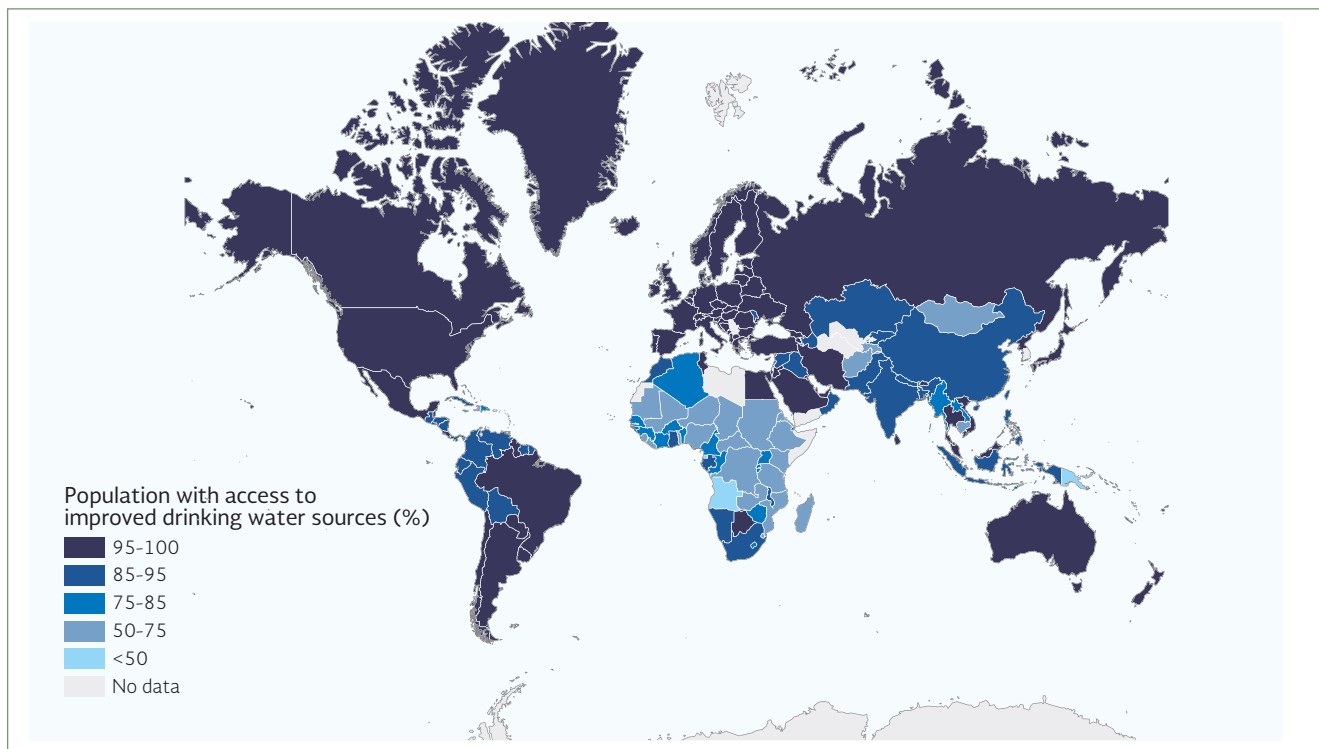 Population with access to
improved drinking water sources (%)
95-100
85-95
75-85
50-75
<50
No data